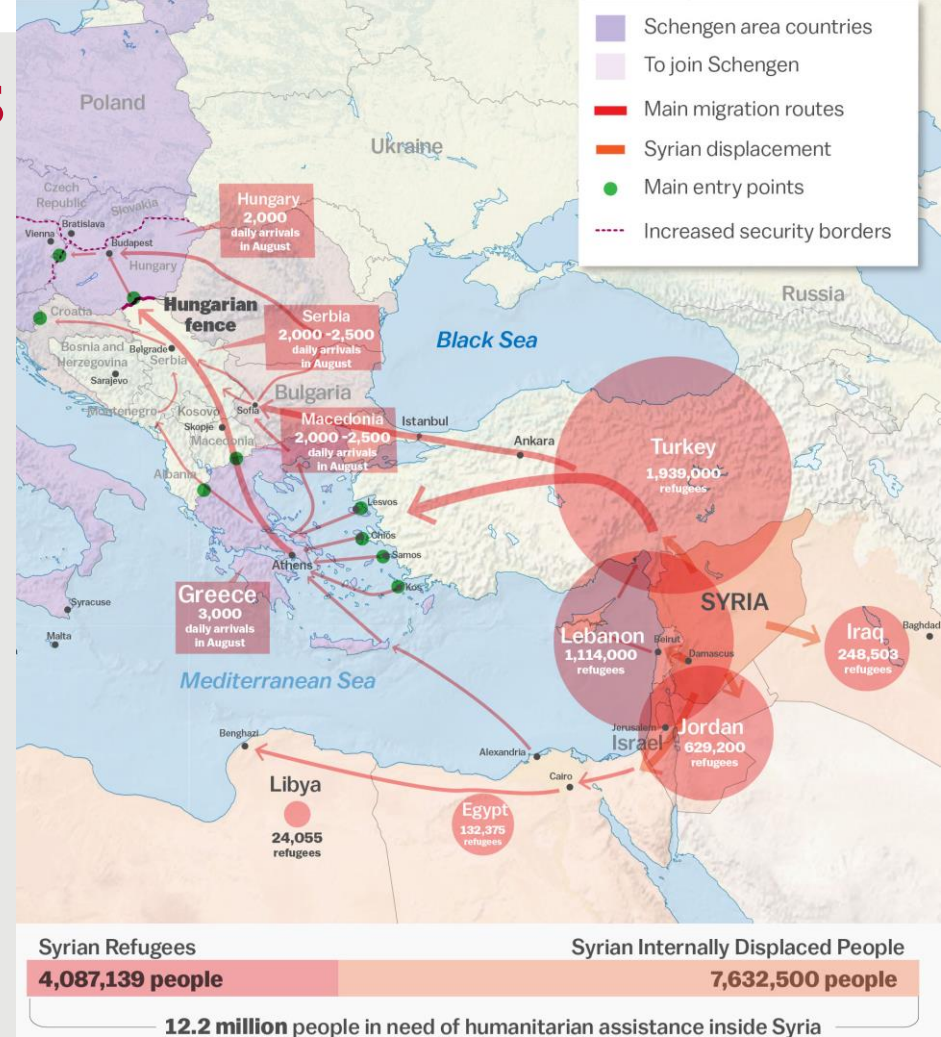 Schengen area countries
To join Schengen
Main migration routes
Syrian displacement
Main entry points
Increased security borders
Poland
Ukraine
Czech
Republic
Slovakia
Hungary
2,000
daily arrivals
in August
Vienna
Bratislava
Budapest
Hungary
Russia
Croatia
Hungarian
fence
Serbia
2,000 -2,500
daily arrivals
in August
Black Sea
Bosnia and
Herzegovina
Belgrade
Serbia
Sarajevo
Bulgaria
Montenegro
Kosovo
Sofia
Skopje
Macedonia
Macedonia
2,000 -2,500
daily arrivals
in August
Istanbul
Ankara
Turkey
1,939,000
refugees
Albania
Lesvos
Chios
Samos
Athens
Kos
Greece
3,000
daily arrivals
in August
SYRIA
Syracuse
Malta
Lebanon
1,114,000
refugees
Beirut
Damascus
Iraq
248,503
refugees
Baghdad
Mediterranean Sea
Jerusalem
Israel
Jordan
629,200
refugees
Benghazi
Alexandria
Cairo
Libya
24,055
refugees
Egypt
132,375
refugees
Syrian Refugees
Syrian Internally Displaced People
4,087,139 people
7,632,500 people
12.2 million people in need of humanitarian assistance inside Syria